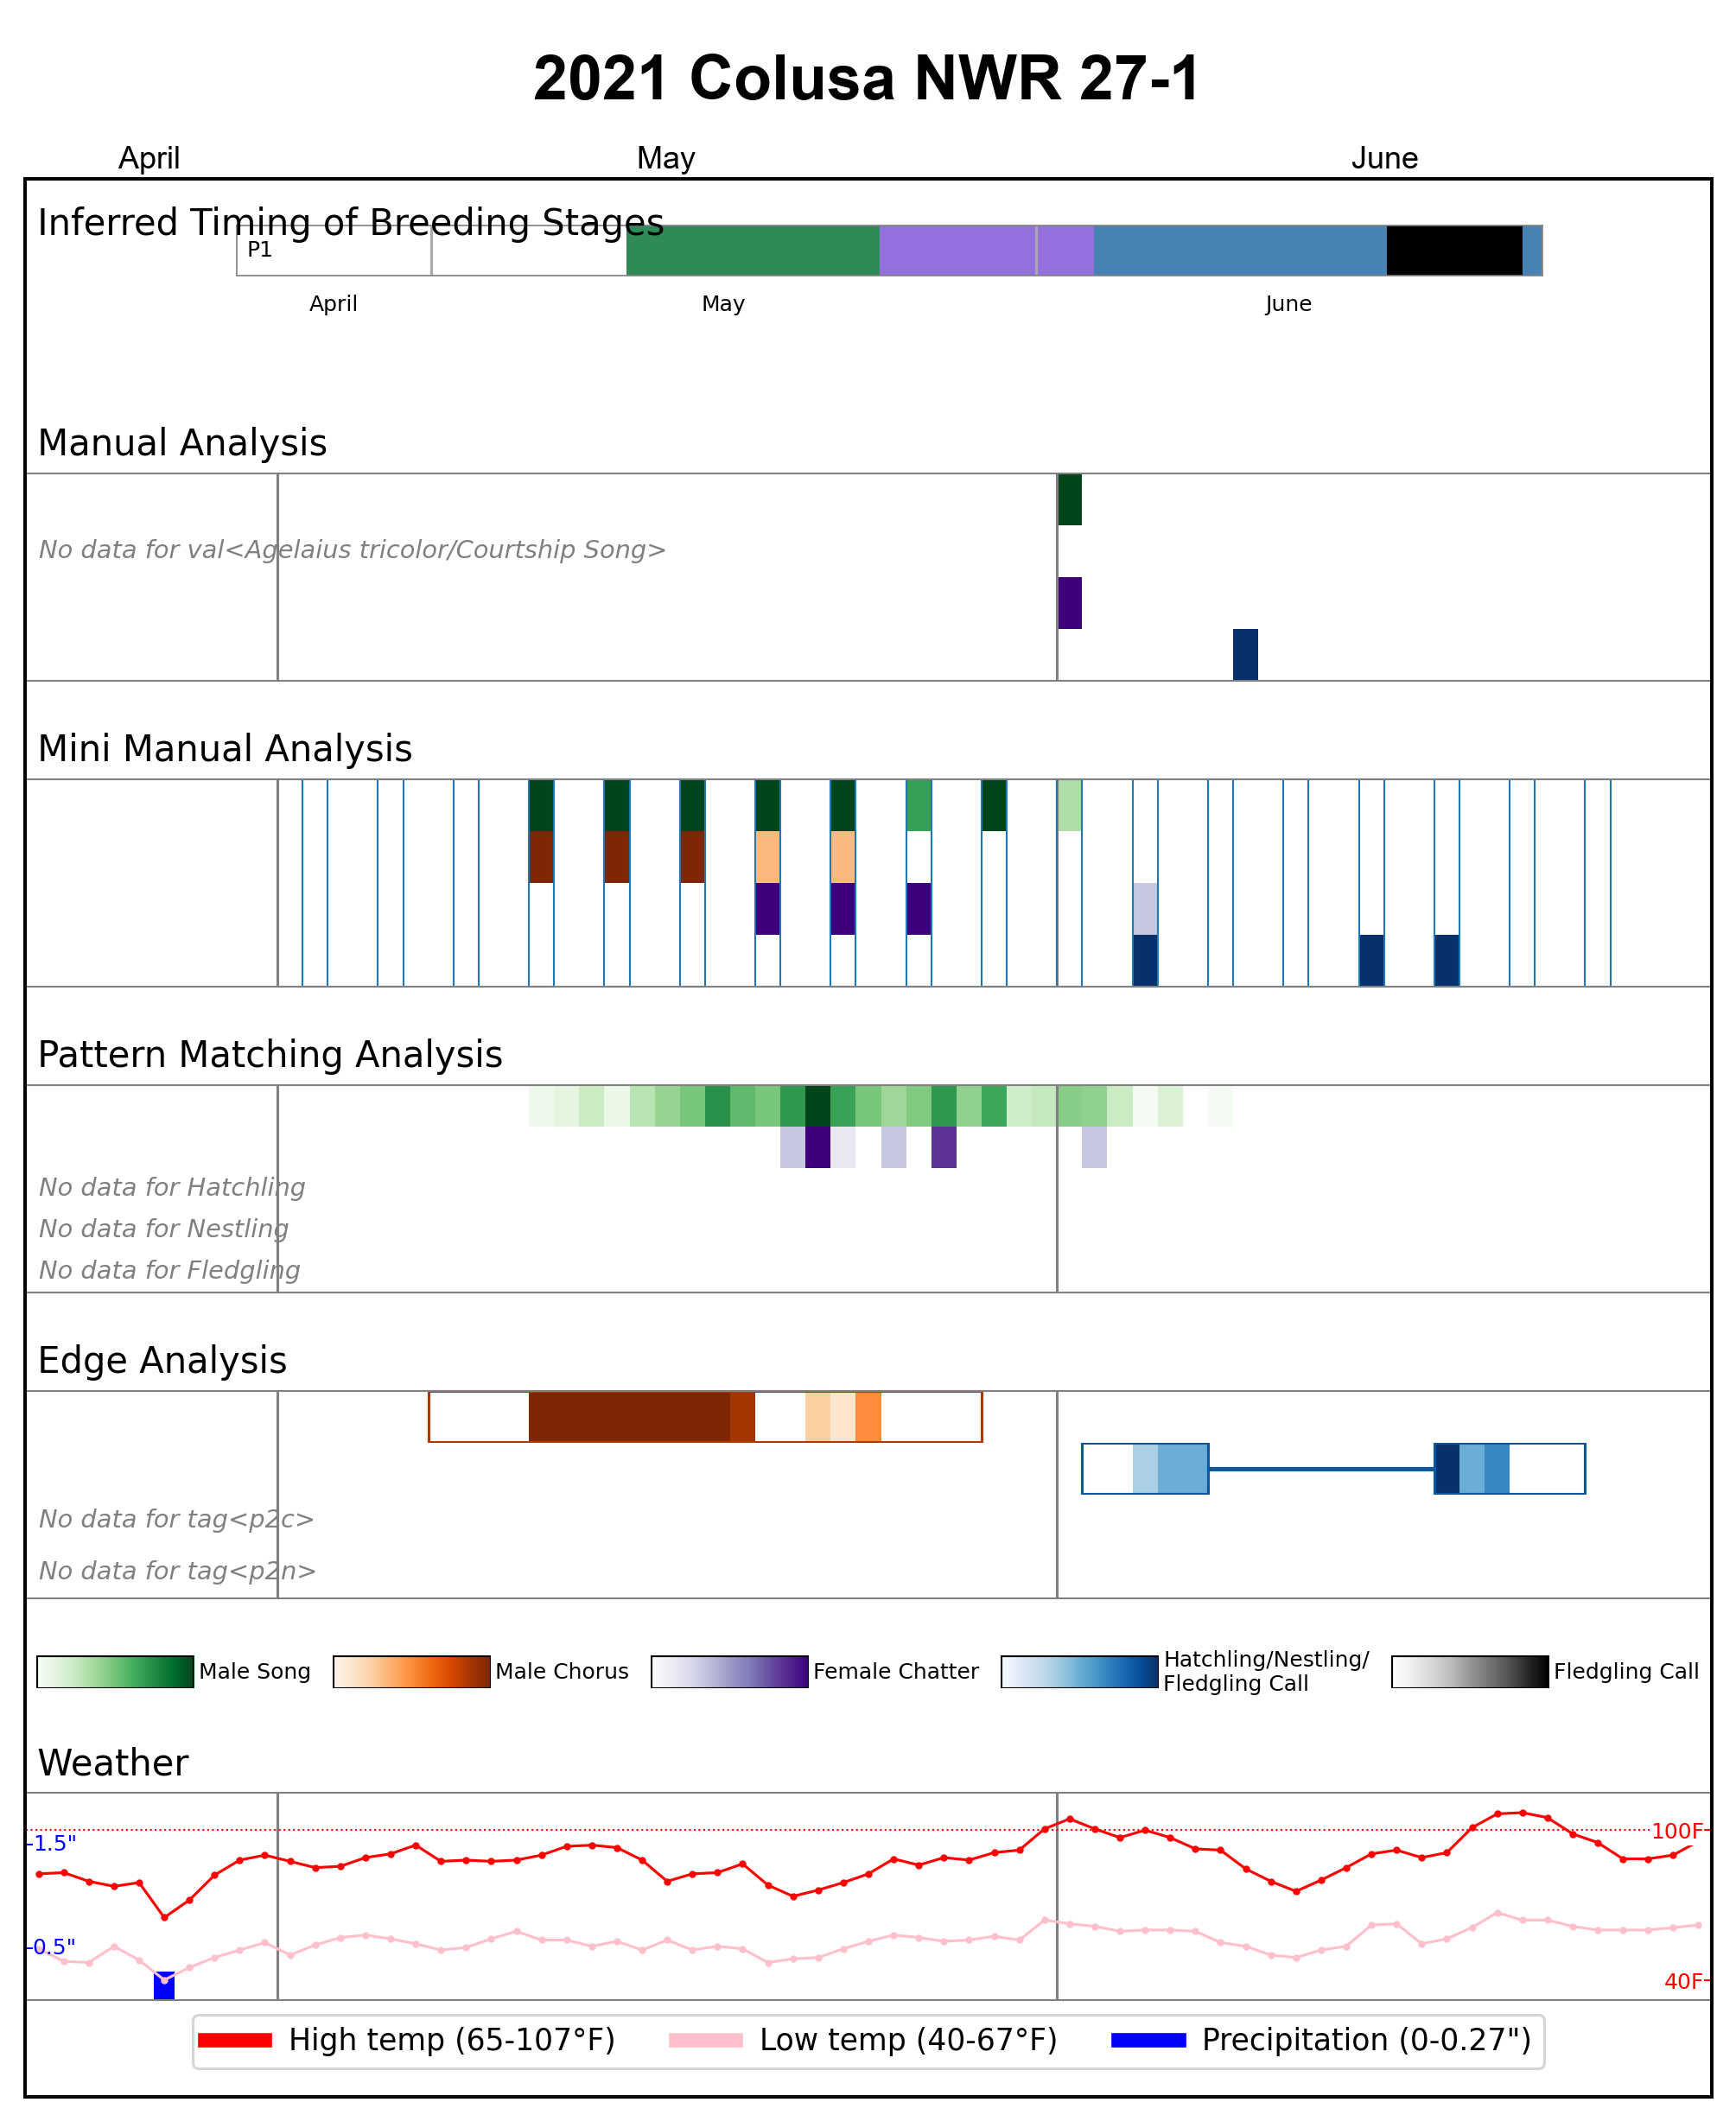 2021 Colusa NWR 27-1
April May June
Inferred Timing of Breeding Stages
P1
April May June
Manual Analysis
No data for val<Agelaius tricolor/Courtship Song>
Mini Manual Analysis
Pattern Matching Analysis
No data for Hatchling
No data for Nestling
No data for Fledgling
Edge Analysis
No data for tag<p2c>
No data for tag<p2n>
Male Song Male Chorus Female Chatter Hatchling/Nestling/
Fledgling Call Fledgling Call
Weather
1.5" 100F
0.5" 40F
High temp (65-107°F) Low temp (40-67°F) Precipitation (0-0.27")